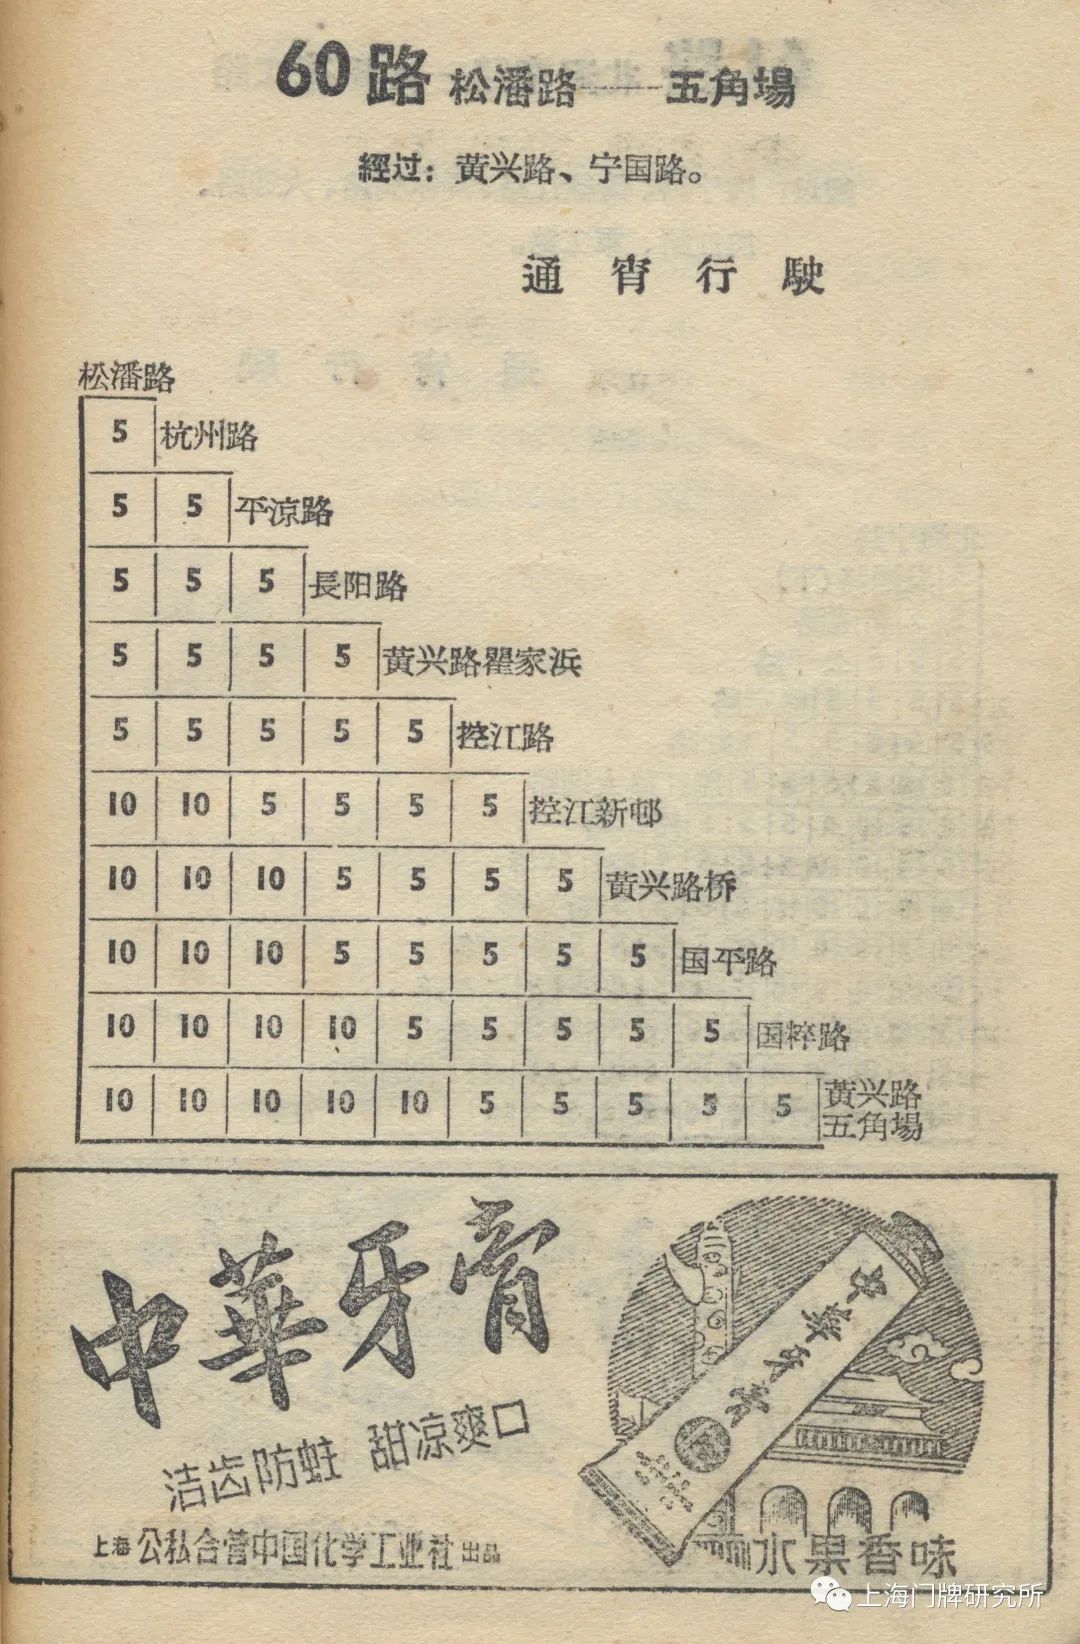 60路 松潘路——五角場
經过：黄兴路、宁国路。
通宵行駛
松潘路
5 杭州路
5 5 平凉路
5 5 5 長阳路
5 5 5 5 黄兴路瞿家浜
5 5 5 5 5 控江路
10 10 5 5 5 5 控江新邨
10 10 10 5 5 5 5 黄兴路桥
10 10 10 5 5 5 5 5 国平路
10 10 10 10 5 5 5 5 5 国粹路
10 10 10 10 10 5 5 5 5 5 黄兴路
五角場
中華牙膏
洁齿防蛀 甜凉爽口
上海公私合营中国化学工业社出品
中華牙膏
水果香味
上海门牌研究所